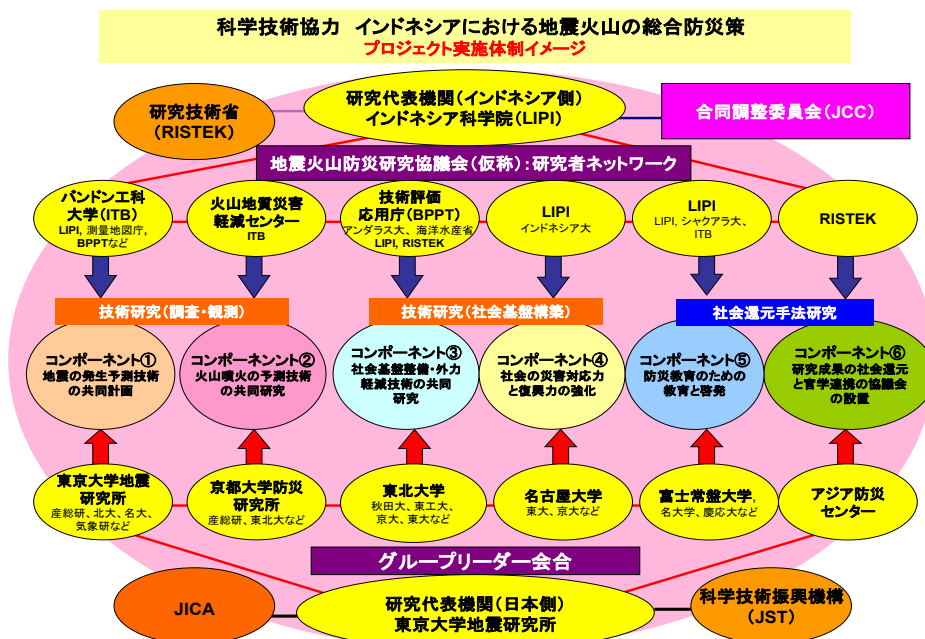 科学技術協力　インドネシアにおける地震火山の総合防災策
プロジェクト実施体制イメージ
研究技術省
(RISTEK)
研究代表機関(インドネシア側)
インドネシア科学院(LIPI)
合同調整委員会(JCC)
地震火山防災研究協議会(仮称):研究者ネットワーク
バンドン工科
大学(ITB)
LIPI, 測量地図庁,
BPPTなど
火山地質災害
軽減センター
ITB
技術評価
応用庁(BPPT)
アンダラス大、海洋水産省
LIPI, RISTEK
LIPI
インドネシア大
LIPI
LIPI, シャクアラ大、
ITB
RISTEK
技術研究(調査・観測)
技術研究(社会基盤構築)
社会還元手法研究
コンポーネント①
地震の発生予測技術
の共同計画
コンポーネンント②
火山噴火の予測技術
の共同研究
コンポーネント③
社会基盤整備・外力
軽減技術の共同
研究
コンポーネント④
社会の災害対応力
と復興力の強化
コンポーネント⑤
防災教育のための
教育と啓発
コンポーネント⑥
研究成果の社会還元
と官学連携の協議会
の設置
東京大学地震
研究所
産総研、北大、名大、
気象研など
京都大学防災
研究所
産総研、東北大など
東北大学
秋田大、東工大、
京大、東大など
名古屋大学
東大、京大など
富士常盤大学,
名大学、慶応大など
アジア防災
センター
グループリーダー会合
JICA
研究代表機関(日本側)
東京大学地震研究所
科学技術振興機構
(JST)